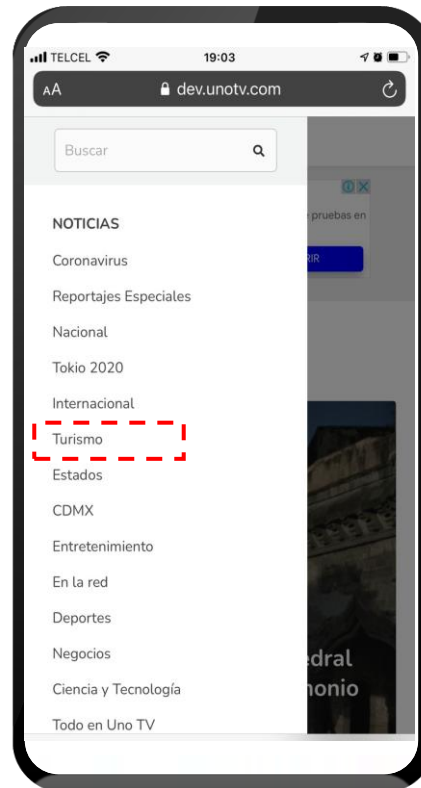 TELCEL 19:03
AA dev.unotv.com
Buscar
pruebas en
RIR
NOTICIAS
Coronavirus
Reportajes Especiales
Nacional
Tokio 2020
Internacional
Turismo
Estados
CDMX
Entretenimiento
En la red
Deportes
Negocios
edral
Ciencia y Tecnología
nonio
Todo en Uno TV